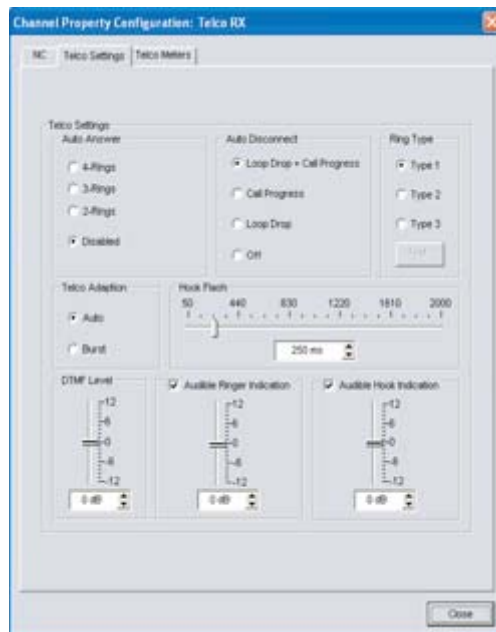 Channel Property Configuration: Telco RX
NC Telco Settings Telco Meters
Telco Settings
Auto Answer
4-Rings
3-Rings
2-Rings
Disabled
Auto Disconnect
Loop Drop + Call Progress
Call Progress
Loop Drop
Off
Ring Type
Type 1
Type 2
Type 3
Telco Adaption
Auto
Burst
Hook Flash
50 440 830 1220 1610 2000
250 ms
DTMF Level
12
6
0
-6
-12
0 dB
Audible Ringer Indication
12
6
0
-6
-12
0 dB
Audible Hook Indication
12
6
0
-6
-12
0 dB
Close